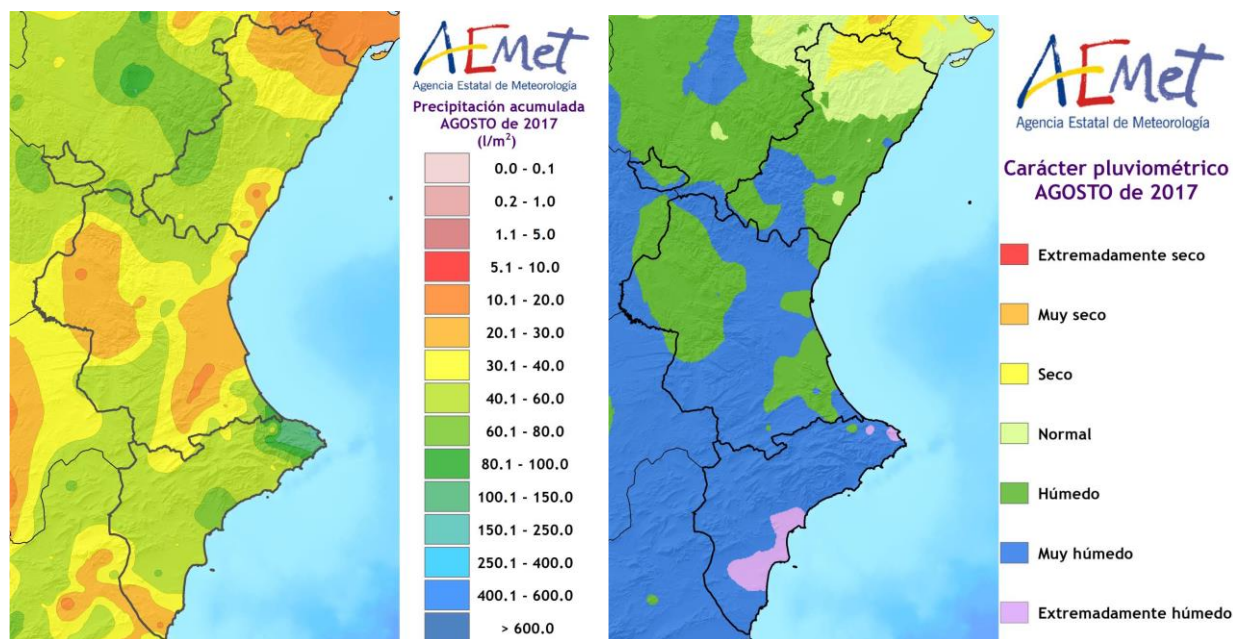 AEMet
Agencia Estatal de Meteorología
Precipitación acumulada
AGOSTO de 2017
(l/m²)
0.0 - 0.1
0.2 - 1.0
1.1 - 5.0
5.1 - 10.0
10.1 - 20.0
20.1 - 30.0
30.1 - 40.0
40.1 - 60.0
60.1 - 80.0
80.1 - 100.0
100.1 - 150.0
150.1 - 250.0
250.1 - 400.0
400.1 - 600.0
> 600.0
AEMet
Agencia Estatal de Meteorología
Carácter pluviométrico
AGOSTO de 2017
Extremadamente seco
Muy seco
Seco
Normal
Húmedo
Muy húmedo
Extremadamente húmedo